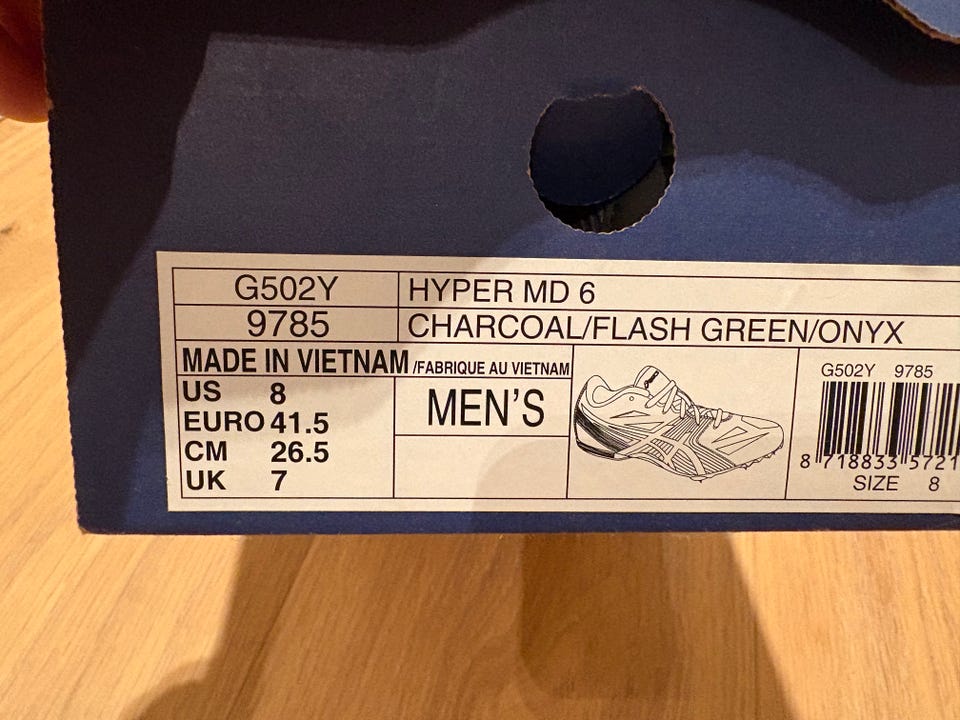 G502Y HYPER MD 6
9785 CHARCOAL/FLASH GREEN/ONYX
MADE IN VIETNAM /FABRIQUE AU VIETNAM
US 8
EURO 41.5
CM 26.5
UK 7
MEN'S
G502Y 9785
8 718833 5721
SIZE 8